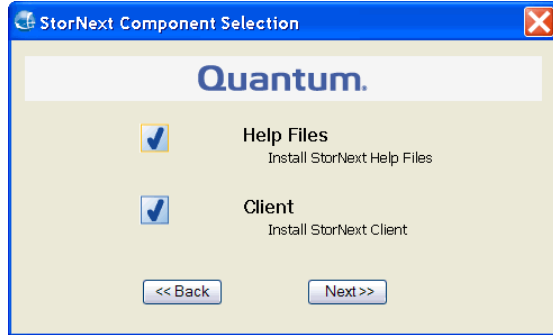 StorNext Component Selection
Quantum.
Help Files
Install StorNext Help Files
Client
Install StorNext Client
<< Back
Next >>